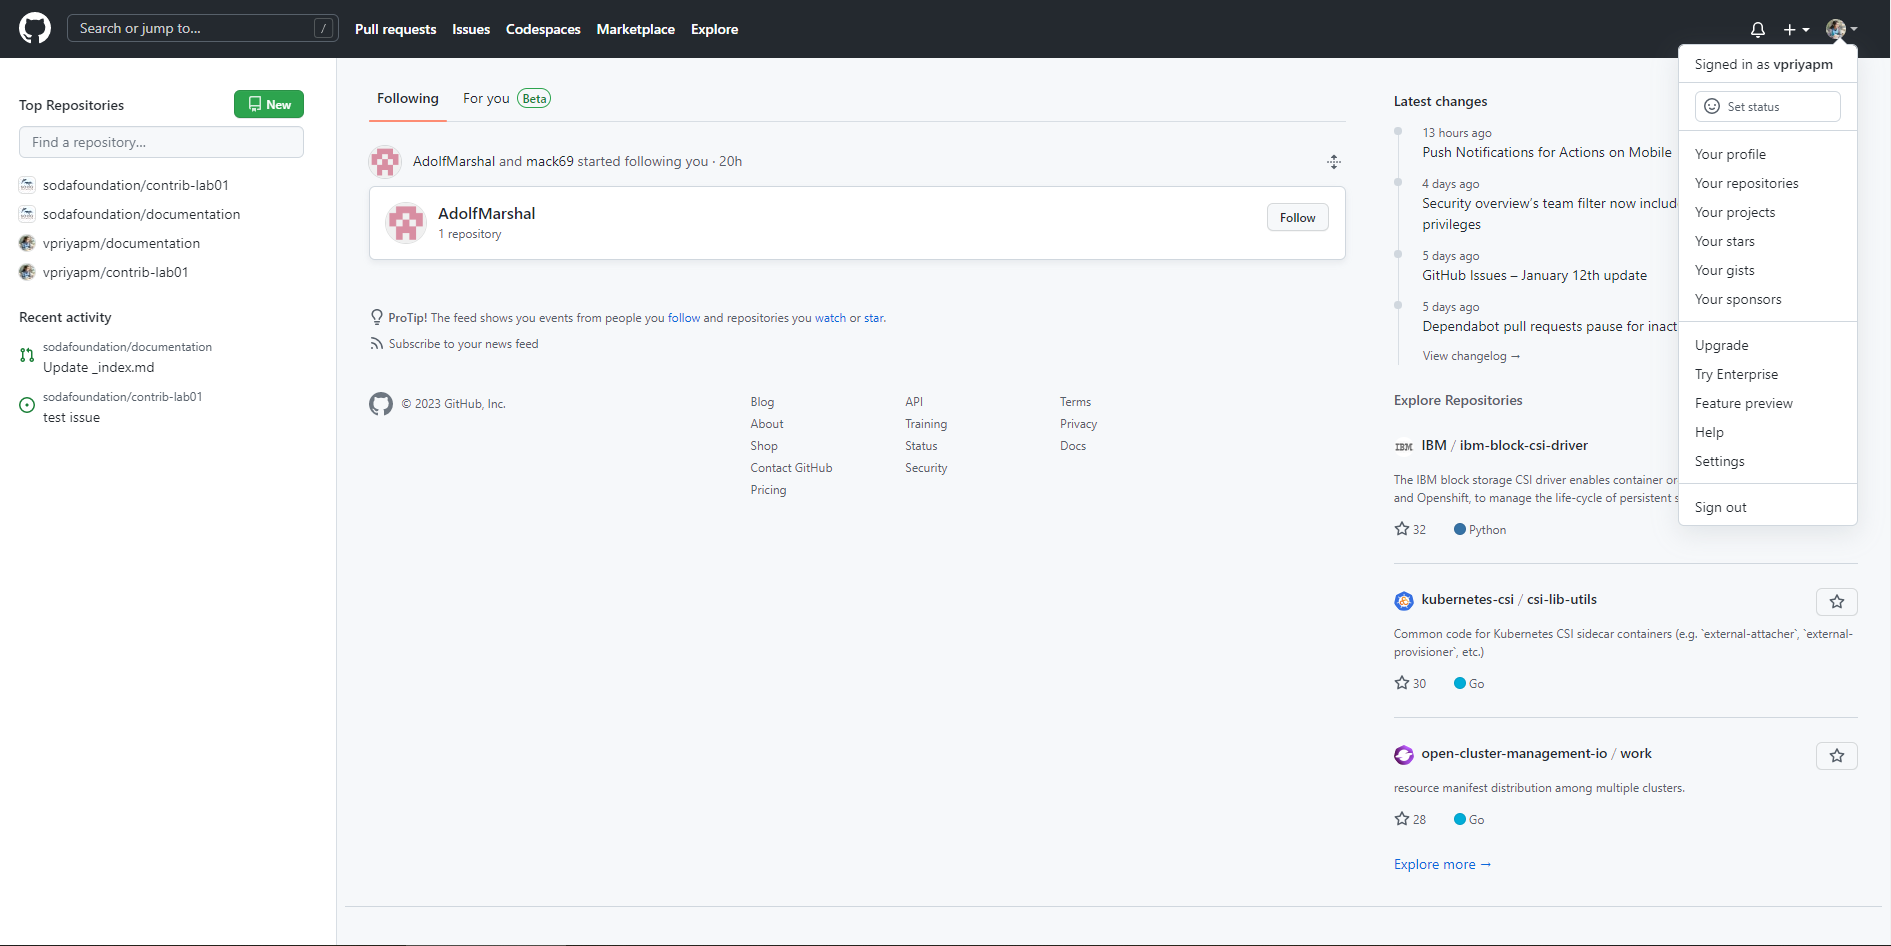 Search or jump to...
/
Pull requests
Issues
Codespaces
Marketplace
Explore
Top Repositories
New
Find a repository...
sodafoundation/contrib-lab01
sodafoundation/documentation
vpriyapm/documentation
vpriyapm/contrib-lab01
Recent activity
sodafoundation/documentation
Update _index.md
sodafoundation/contrib-lab01
test issue
Following
For you Beta
AdolfMarshal and mack69 started following you · 20h
AdolfMarshal
1 repository
Follow
ProTip! The feed shows you events from people you follow and repositories you watch or star.
Subscribe to your news feed
© 2023 GitHub, Inc.
Blog
About
Shop
Contact GitHub
Pricing
API
Training
Status
Security
Terms
Privacy
Docs
Latest changes
13 hours ago
Push Notifications for Actions on Mobile
4 days ago
Security overview’s team filter now includ
privileges
5 days ago
GitHub Issues – January 12th update
5 days ago
Dependabot pull requests pause for inact
View changelog →
Explore Repositories
IBM
IBM / ibm-block-csi-driver
The IBM block storage CSI driver enables container or
and Openshift, to manage the life-cycle of persistent s
32
Python
kubernetes-csi / csi-lib-utils
Common code for Kubernetes CSI sidecar containers (e.g. `external-attacher`, `external-
provisioner`, etc.)
30
Go
open-cluster-management-io / work
resource manifest distribution among multiple clusters.
28
Go
Explore more →
Signed in as vpriyapm
Set status
Your profile
Your repositories
Your projects
Your stars
Your gists
Your sponsors
Upgrade
Try Enterprise
Feature preview
Help
Settings
Sign out